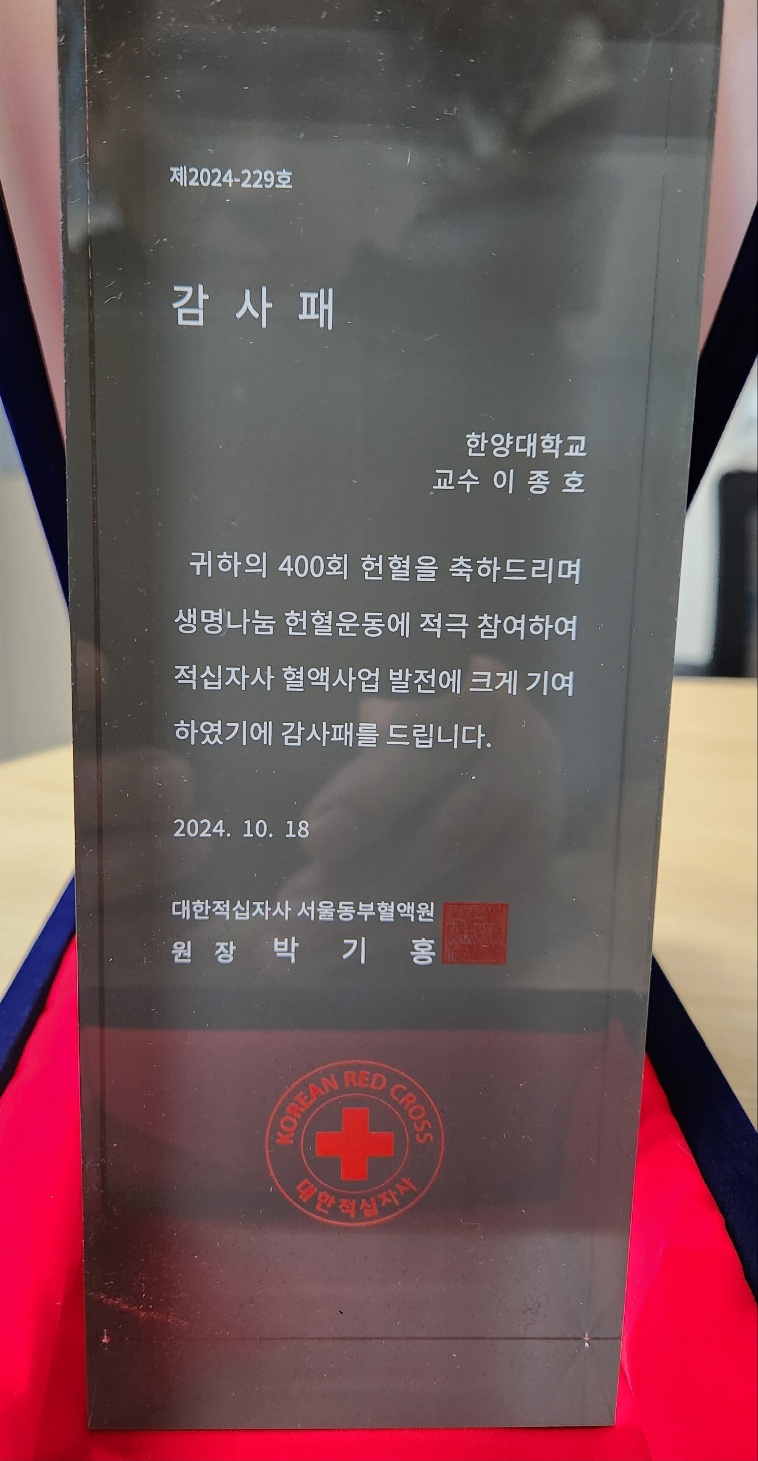 제2024-229호
감 사 패
한양대학교
교수 이 종 호
귀하의 400회 헌혈을 축하드리며
생명나눔 헌혈운동에 적극 참여하여
적십자사 혈액사업 발전에 크게 기여
하였기에 감사패를 드립니다.
2024. 10. 18
대한적십자사 서울동부혈액원
원 장 박 기 홍
KOREAN RED CROSS
대한적십자사